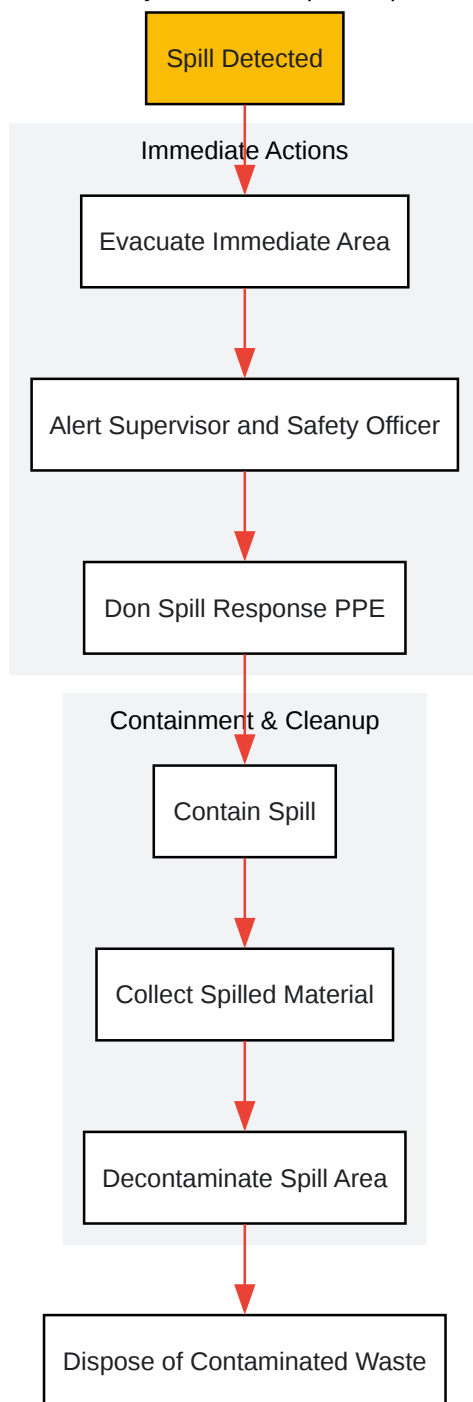 Spill Detected
Immediate Actions
Evacuate Immediate Area
Alert Supervisor and Safety Officer
Don Spill Response PPE
Containment & Cleanup
Contain Spill
Collect Spilled Material
Decontaminate Spill Area
Dispose of Contaminated Waste